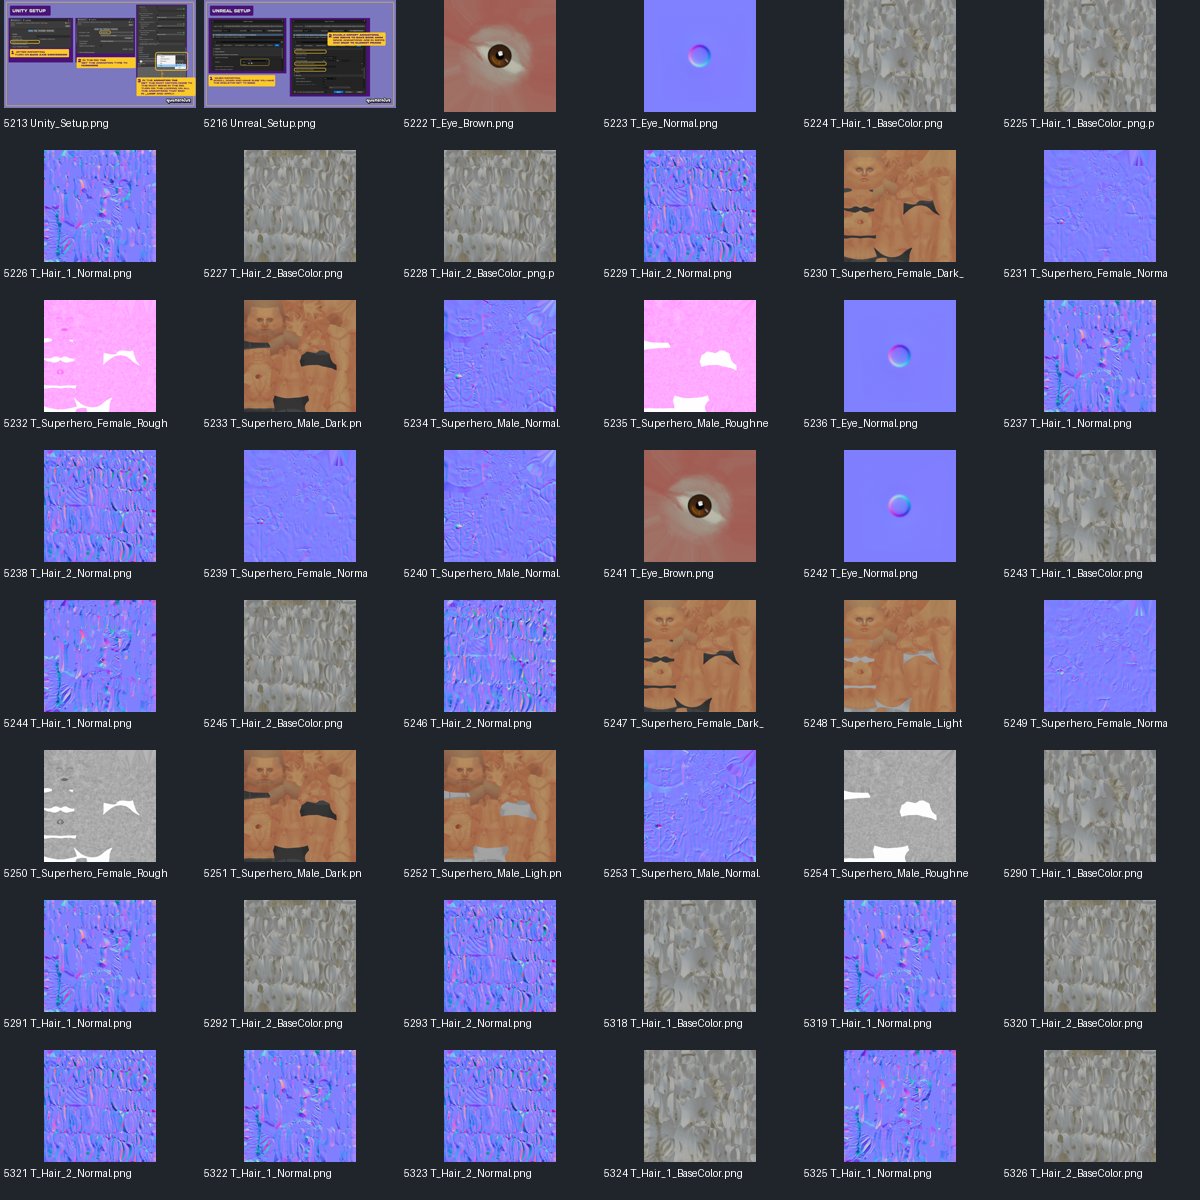 UNITY SETUP
UNREAL SETUP
5213 Unity_Setup.png
5216 Unreal_Setup.png
5222 T_Eye_Brown.png
5223 T_Eye_Normal.png
5224 T_Hair_1_BaseColor.png
5225 T_Hair_1_BaseColor_png.p
5226 T_Hair_1_Normal.png
5227 T_Hair_2_BaseColor.png
5228 T_Hair_2_BaseColor_png.p
5229 T_Hair_2_Normal.png
5230 T_Superhero_Female_Dark_
5231 T_Superhero_Female_Norma
5232 T_Superhero_Female_Rough
5233 T_Superhero_Male_Dark.pn
5234 T_Superhero_Male_Normal.
5235 T_Superhero_Male_Roughne
5236 T_Eye_Normal.png
5237 T_Hair_1_Normal.png
5238 T_Hair_2_Normal.png
5239 T_Superhero_Female_Norma
5240 T_Superhero_Male_Normal.
5241 T_Eye_Brown.png
5242 T_Eye_Normal.png
5243 T_Hair_1_BaseColor.png
5244 T_Hair_1_Normal.png
5245 T_Hair_2_BaseColor.png
5246 T_Hair_2_Normal.png
5247 T_Superhero_Female_Dark_
5248 T_Superhero_Female_Light
5249 T_Superhero_Female_Norma
5250 T_Superhero_Female_Rough
5251 T_Superhero_Male_Dark.pn
5252 T_Superhero_Male_Ligh.pn
5253 T_Superhero_Male_Normal.
5254 T_Superhero_Male_Roughne
5290 T_Hair_1_BaseColor.png
5291 T_Hair_1_Normal.png
5292 T_Hair_2_BaseColor.png
5293 T_Hair_2_Normal.png
5318 T_Hair_1_BaseColor.png
5319 T_Hair_1_Normal.png
5320 T_Hair_2_BaseColor.png
5321 T_Hair_2_Normal.png
5322 T_Hair_1_Normal.png
5323 T_Hair_2_Normal.png
5324 T_Hair_1_BaseColor.png
5325 T_Hair_1_Normal.png
5326 T_Hair_2_BaseColor.png